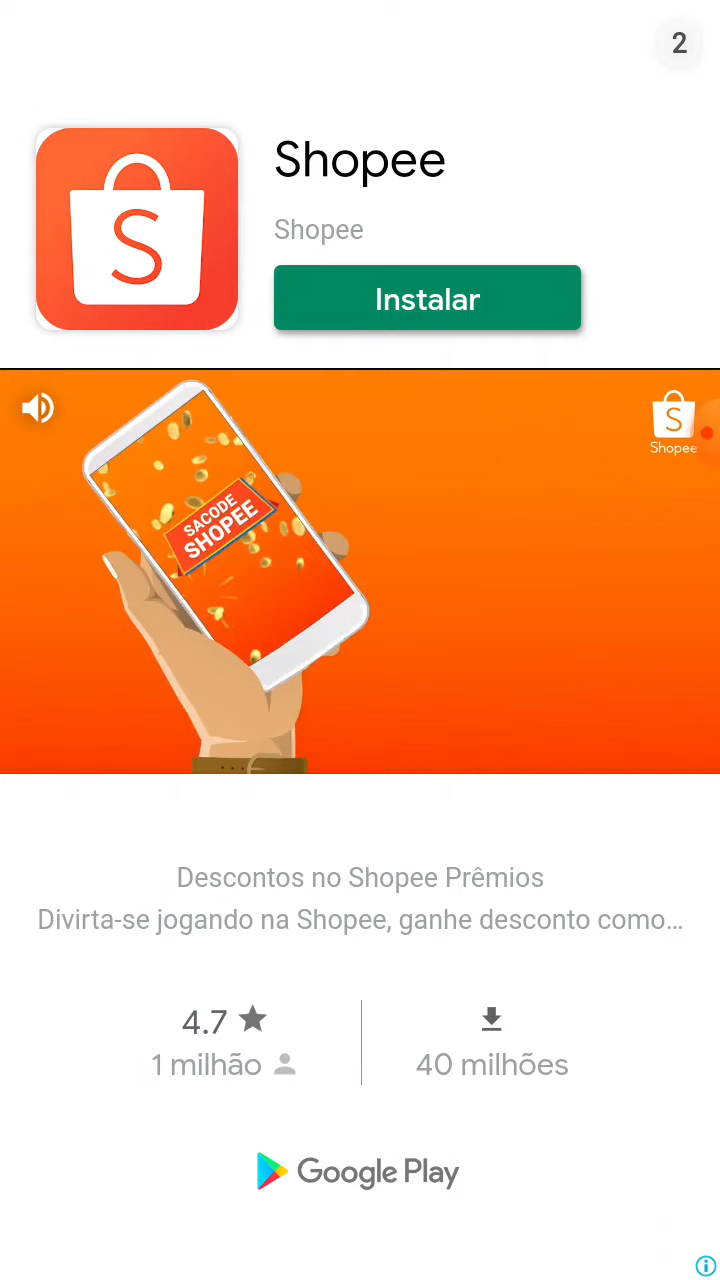 2
Shopee
Shopee
Instalar
S
Shopee
SACODE
SHOPEE
Descontos no Shopee Prêmios
Divirta-se jogando na Shopee, ganhe desconto como...
4.7
1 milhão
40 milhões
Google Play